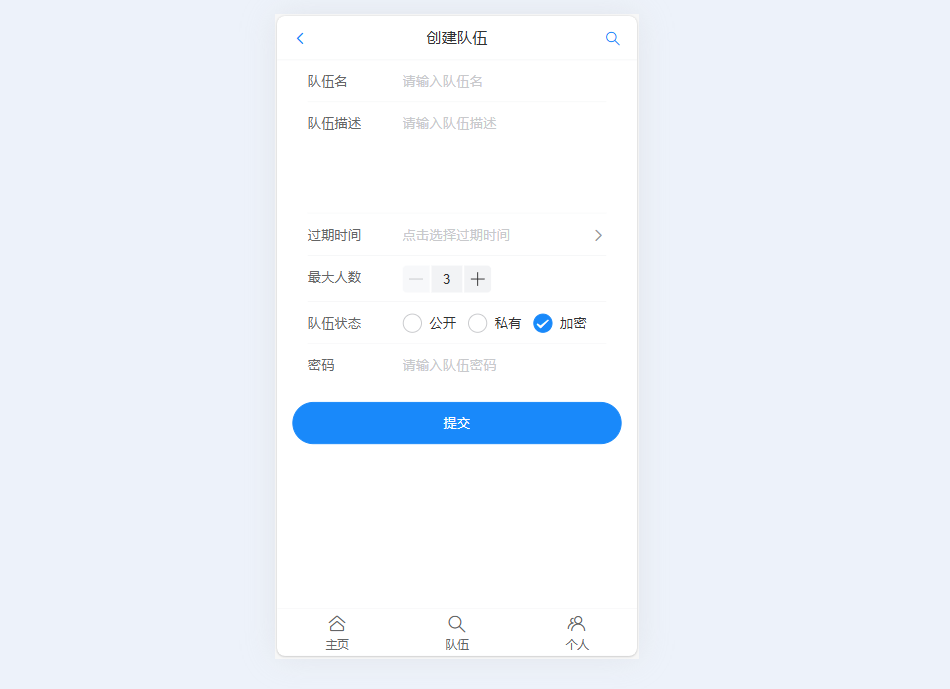 创建队伍
队伍名 请输入队伍名
队伍描述 请输入队伍描述
过期时间 点击选择过期时间
最大人数 3
队伍状态 公开 私有 加密
密码 请输入队伍密码
提交
主页 队伍 个人